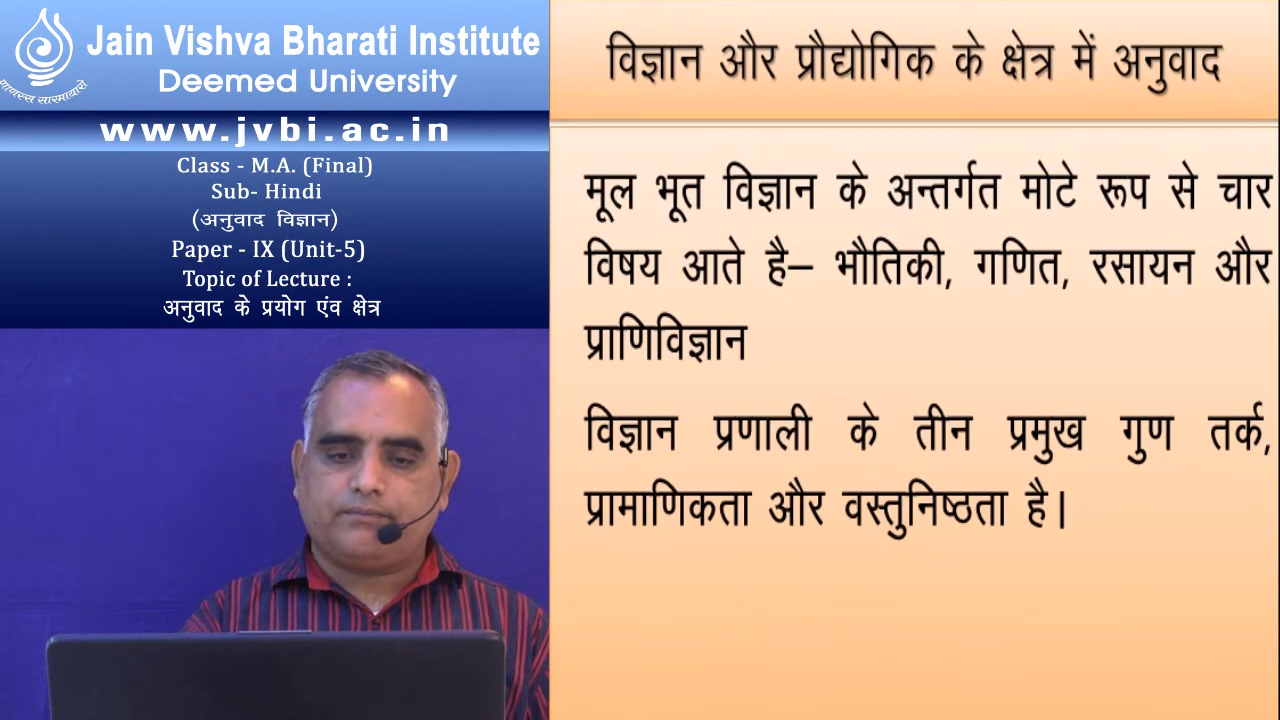 Jain Vishva Bharati Institute
Deemed University
www.jvbi.ac.in
Class - M.A. (Final)
Sub- Hindi
(अनुवाद विज्ञान)
Paper - IX (Unit-5)
Topic of Lecture :
अनुवाद के प्रयोग एंव क्षेत्र
विज्ञान और प्रौद्योगिक के क्षेत्र में अनुवाद
मूल भूत विज्ञान के अन्तर्गत मोटे रूप से चार
विषय आते है– भौतिकी, गणित, रसायन और
प्राणिविज्ञान
विज्ञान प्रणाली के तीन प्रमुख गुण तर्क,
प्रामाणिकता और वस्तुनिष्ठता है।